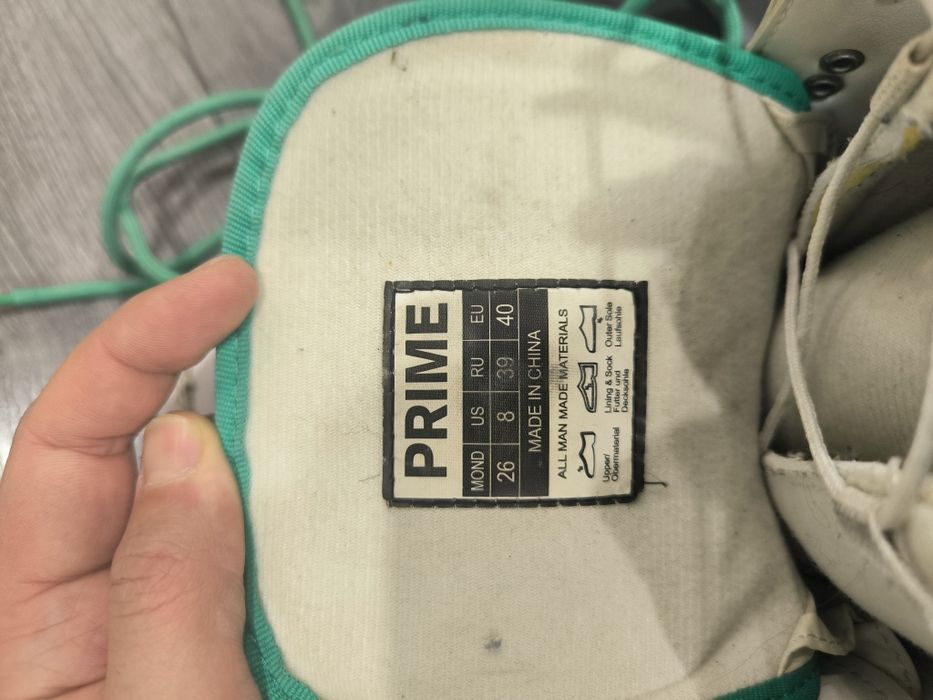 PRIME
MOND US RU EU
26 8 39 40
MADE IN CHINA
ALL MAN MADE MATERIALS
Upper/
Obermaterial
Lining & Sock
Futter und
Decksohle
Outer Sole
Laufsohle